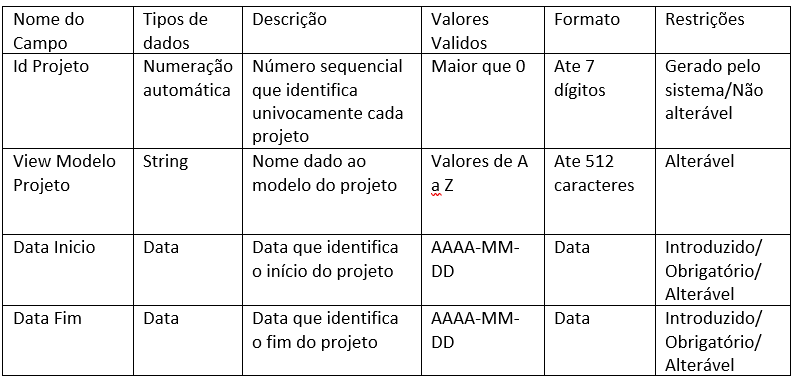 Nome do Campo
Tipos de dados
Descrição
Valores Validos
Formato
Restrições
Id Projeto
Numeração automática
Número sequencial que identifica univocamente cada projeto
Maior que 0
Ate 7 dígitos
Gerado pelo sistema/Não alterável
View Modelo Projeto
String
Nome dado ao modelo do projeto
Valores de A a Z
Ate 512 caracteres
Alterável
Data Inicio
Data
Data que identifica o início do projeto
AAAA-MM-DD
Data
Introduzido/ Obrigatório/ Alterável
Data Fim
Data
Data que identifica o fim do projeto
AAAA-MM-DD
Data
Introduzido/ Obrigatório/ Alterável